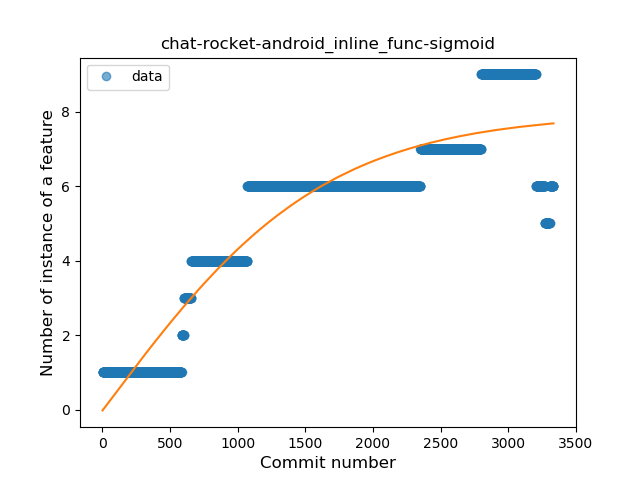 chat-rocket-android_inline_func-sigmoid
data
Number of instance of a feature
8
6
4
2
0
0 500 1000 1500 2000 2500 3000 3500
Commit number